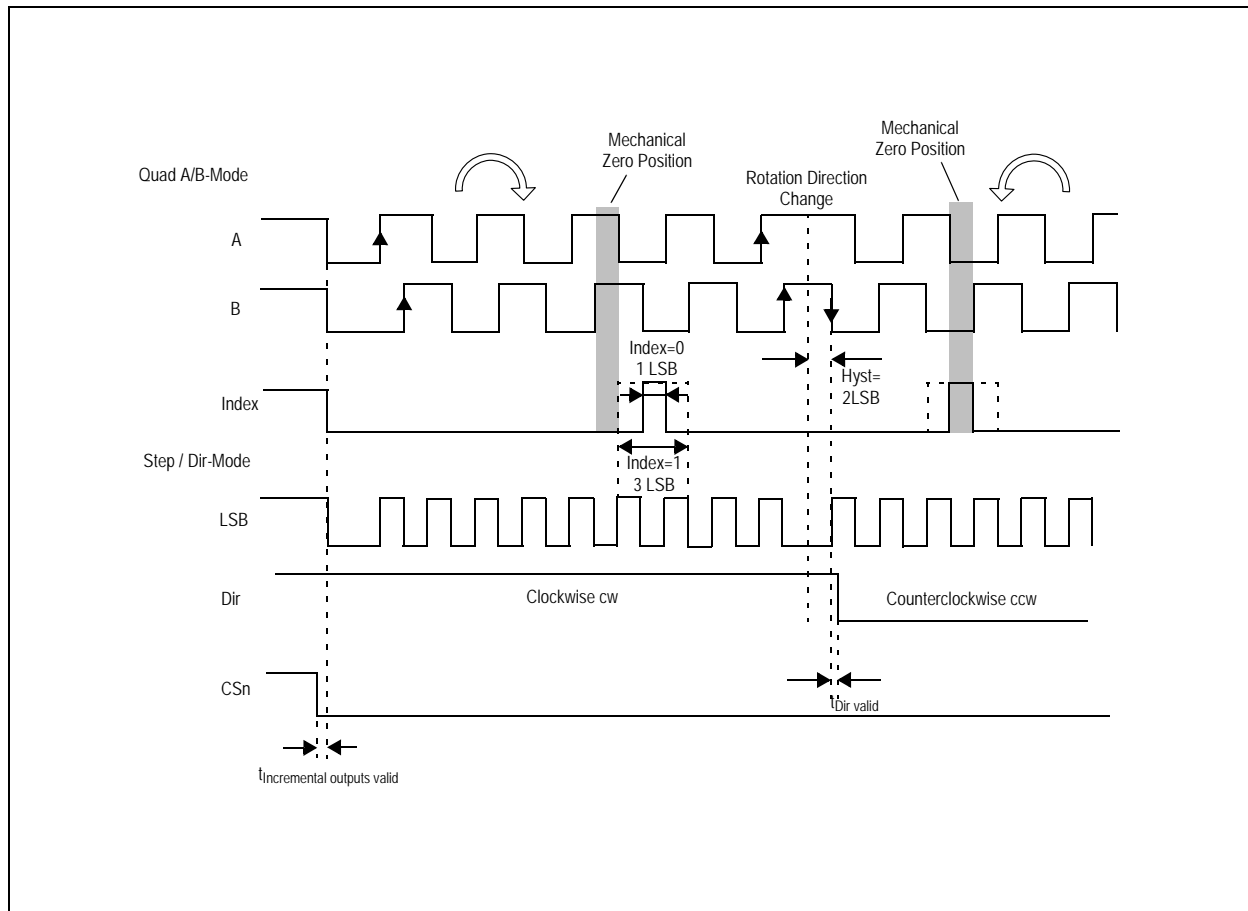 Mechanical
Zero Position
Mechanical
Zero Position
Quad A/B-Mode
Rotation Direction
Change
A
B
Index=0
1 LSB
Hyst=
2LSB
Index
Step / Dir-Mode
Index=1
3 LSB
LSB
Dir
Clockwise cw
Counterclockwise ccw
CSn
tDir valid
tIncremental outputs valid